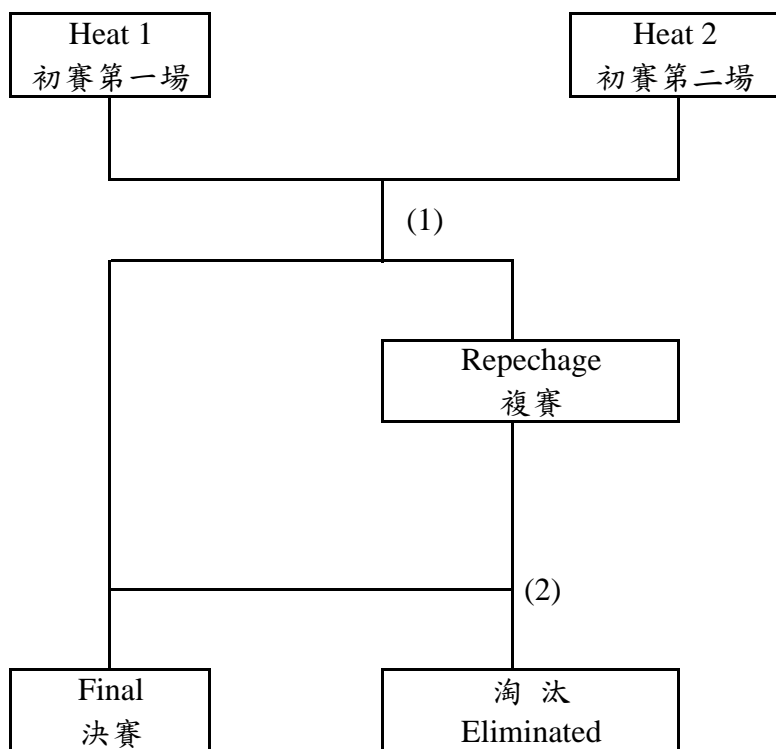 Heat 1
初賽第一場
Heat 2
初賽第二場
(1)
Repechage
複賽
(2)
Final
決賽
淘 汰
Eliminated